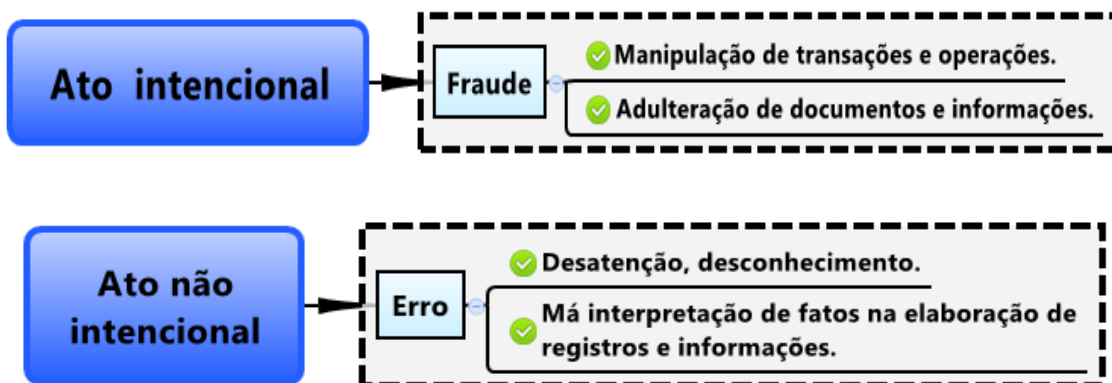 Ato intencional
Fraude
Manipulação de transações e operações.
Adulteração de documentos e informações.
Ato não
intencional
Erro
Desatenção, desconhecimento.
Má interpretação de fatos na elaboração de
registros e informações.